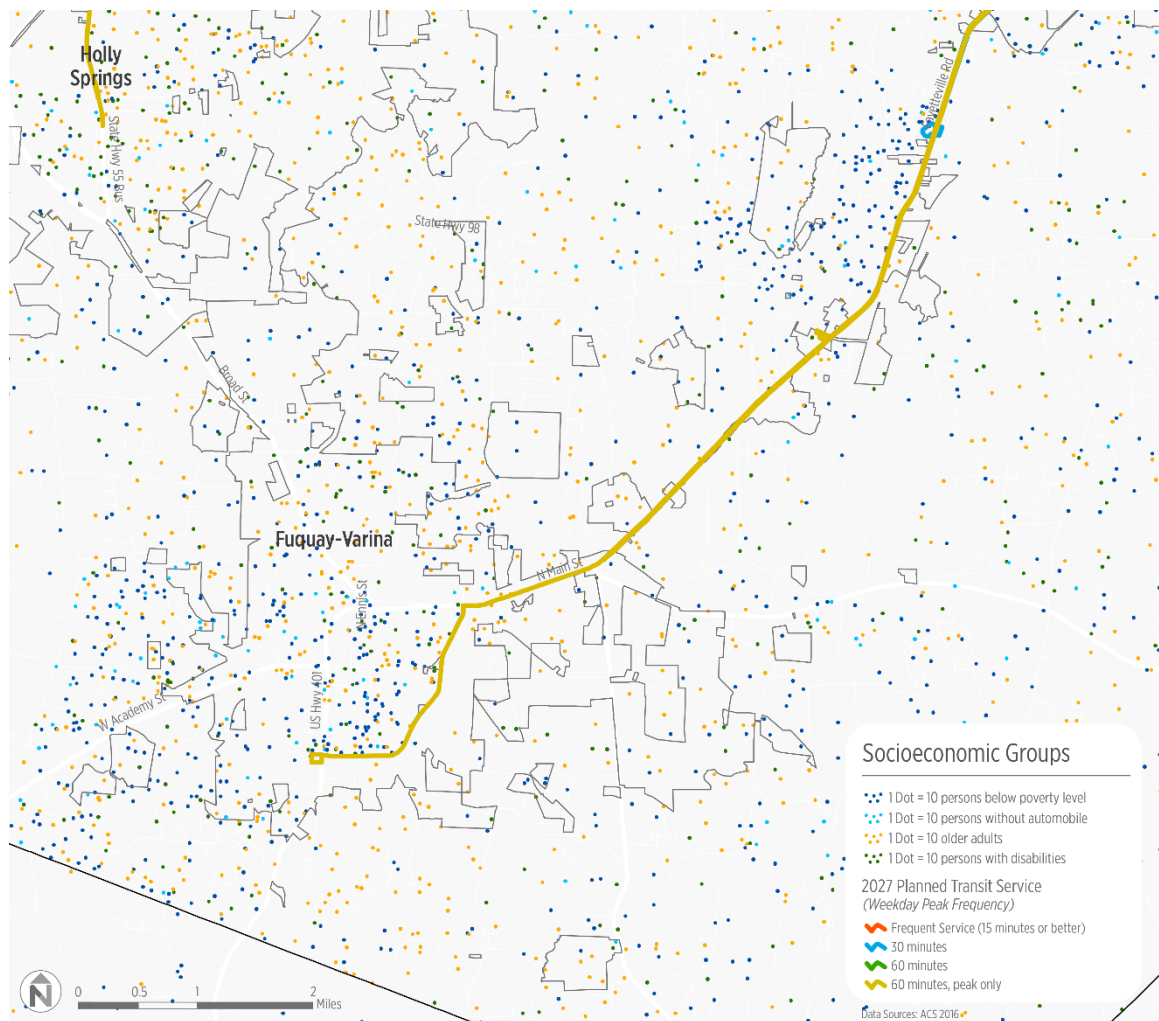 Holly
Springs
State Hwy 55 Bus
Fayetteville Rd
State Hwy 98
Broad St
Fuquay-Varina
N Main St
N Ennis St
US Hwy 401
W Academy St
Socioeconomic Groups
1 Dot = 10 persons below poverty level
1 Dot = 10 persons without automobile
1 Dot = 10 older adults
1 Dot = 10 persons with disabilities
2027 Planned Transit Service
(Weekday Peak Frequency)
Frequent Service (15 minutes or better)
30 minutes
60 minutes
60 minutes, peak only
Data Sources: ACS 2016
N
0 0.5 1 2
Miles